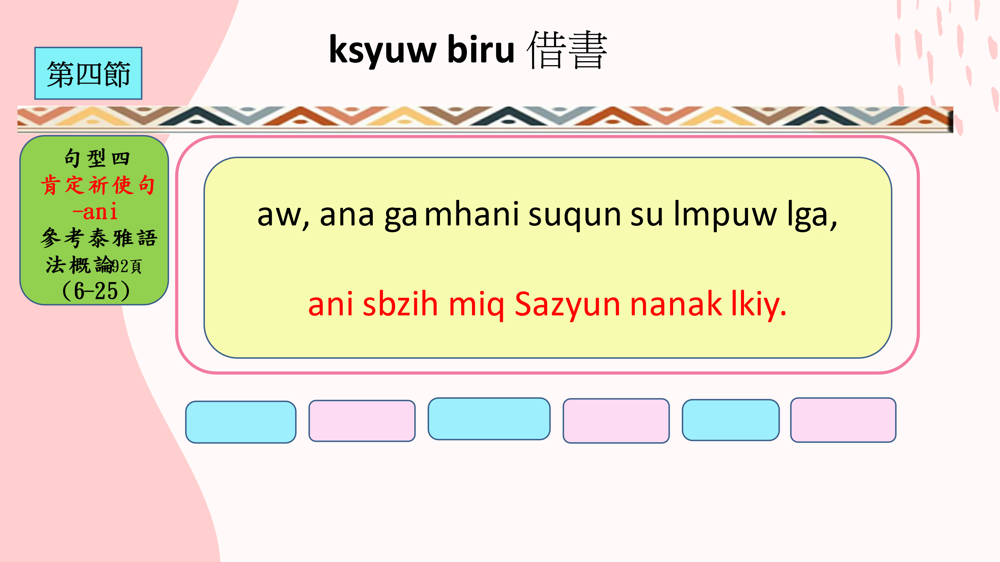 ksyuw biru 借書
第四節
句型四
肯定祈使句
-ani
參考泰雅語
法概論92頁
(6-25)
aw, ana ga mhani suqun su lmpuw lga,
ani sbzih miq Sazyun nanak lkiy.